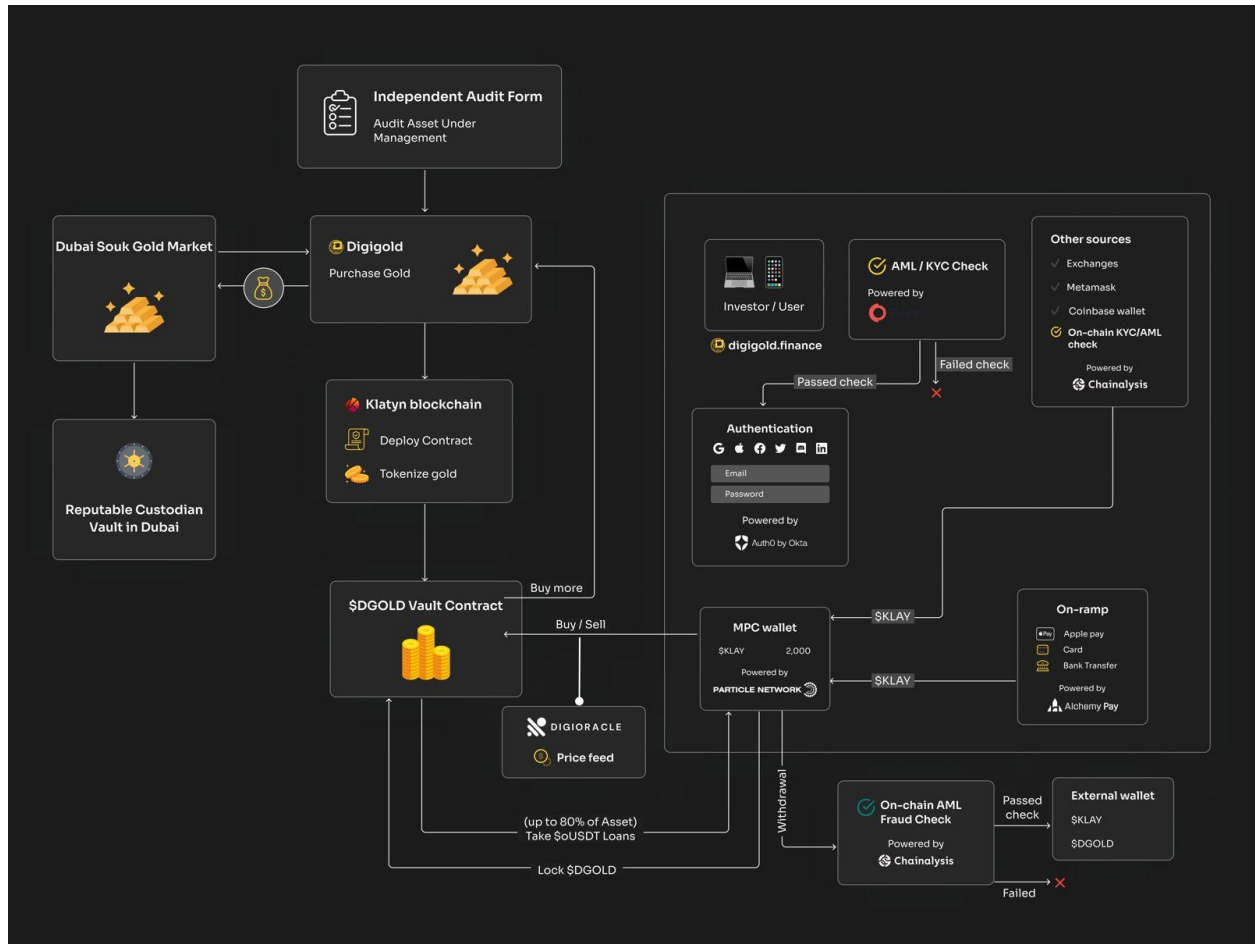 Independent Audit Form
Audit Asset Under
Management
Dubai Souk Gold Market
Digigold
Purchase Gold
Reputable Custodian
Vault in Dubai
Klatyn blockchain
Deploy Contract
Tokenize gold
$DGOLD Vault Contract
Buy more
Buy / Sell
DIGIORACLE
Price feed
(up to 80% of Asset)
Take $oUSDT Loans
Lock $DGOLD
Investor / User
digigold.finance
AML / KYC Check
Powered by
Passed check
Failed check
Other sources
Exchanges
Metamask
Coinbase wallet
On-chain KYC/AML
check
Powered by
Chainalysis
Authentication
Email
Password
Powered by
Auth0 by Okta
MPC wallet
$KLAY 2,000
Powered by
PARTICLE NETWORK
$KLAY
$KLAY
On-ramp
Pay Apple pay
Card
Bank Transfer
Powered by
Alchemy Pay
Withdrawal
On-chain AML
Fraud Check
Powered by
Chainalysis
Passed
check
Failed
External wallet
$KLAY
$DGOLD